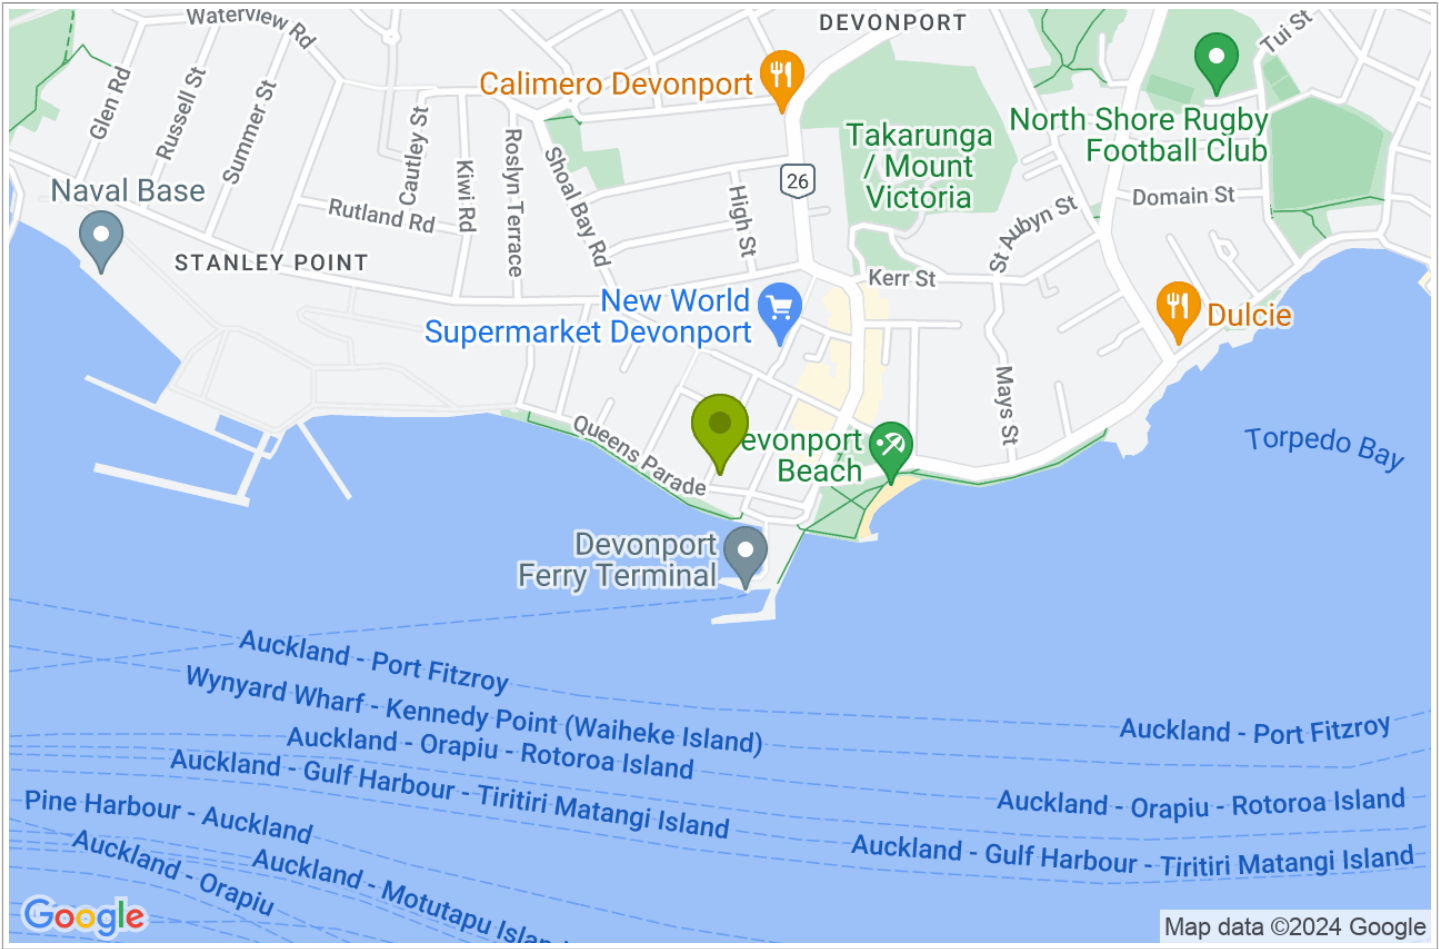 Waterview Rd
DEVONPORT
Tui St
Glen Rd
Russell St
Summer St
Calimero Devonport
North Shore Rugby
Football Club
Takarunga
/ Mount
Victoria
Cautley St
Kiwi Rd
Roslyn Terrace
Shoal Bay Rd
26
High St
Domain St
Naval Base
Rutland Rd
St Aubyn St
STANLEY POINT
Kerr St
New World
Supermarket Devonport
Dulcie
Mays St
Queens Parade
evonport
Beach
Torpedo Bay
Devonport
Ferry Terminal
Auckland - Port Fitzroy
Wynyard Wharf - Kennedy Point (Waiheke Island)
Auckland - Port Fitzroy
Auckland - Orapiu - Rotoroa Island
Auckland - Gulf Harbour - Tiritiri Matangi Island
Auckland - Orapiu - Rotoroa Island
Pine Harbour - Auckland
Auckland - Gulf Harbour - Tiritiri Matangi Island
Auckland - Orapiu
Auckland - Motutapu Islan
Google
Map data ©2024 Google